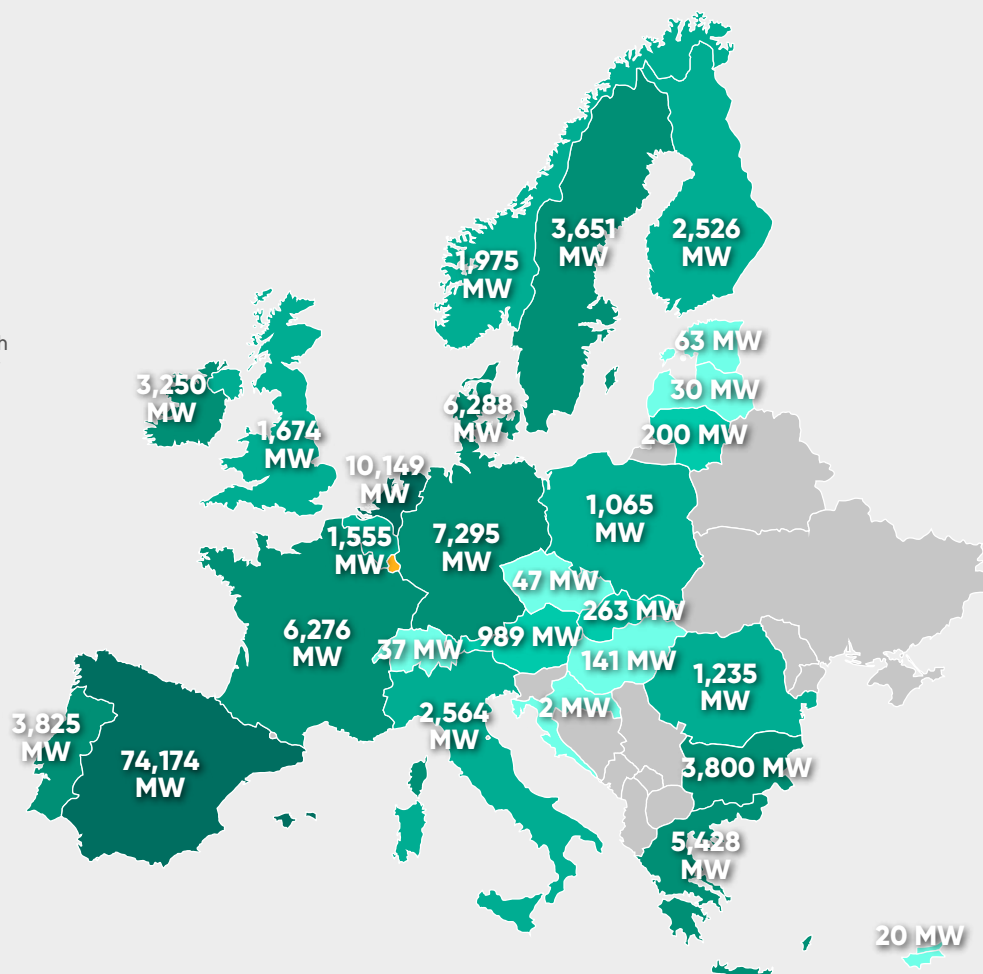 3,651
MW
2,526
MW
1,975
MW
h
63 MW
3,250
MW
30 MW
6,288
MW
1,674
MW
200 MW
10,149
MW
1,065
MW
1,555
MW
7,295
MW
47 MW
263 MW
6,276
MW
37 MW
989 MW
141 MW
1,235
MW
2 MW
2,564
MW
3,825
MW
74,174
MW
3,800 MW
5,428
MW
20 MW